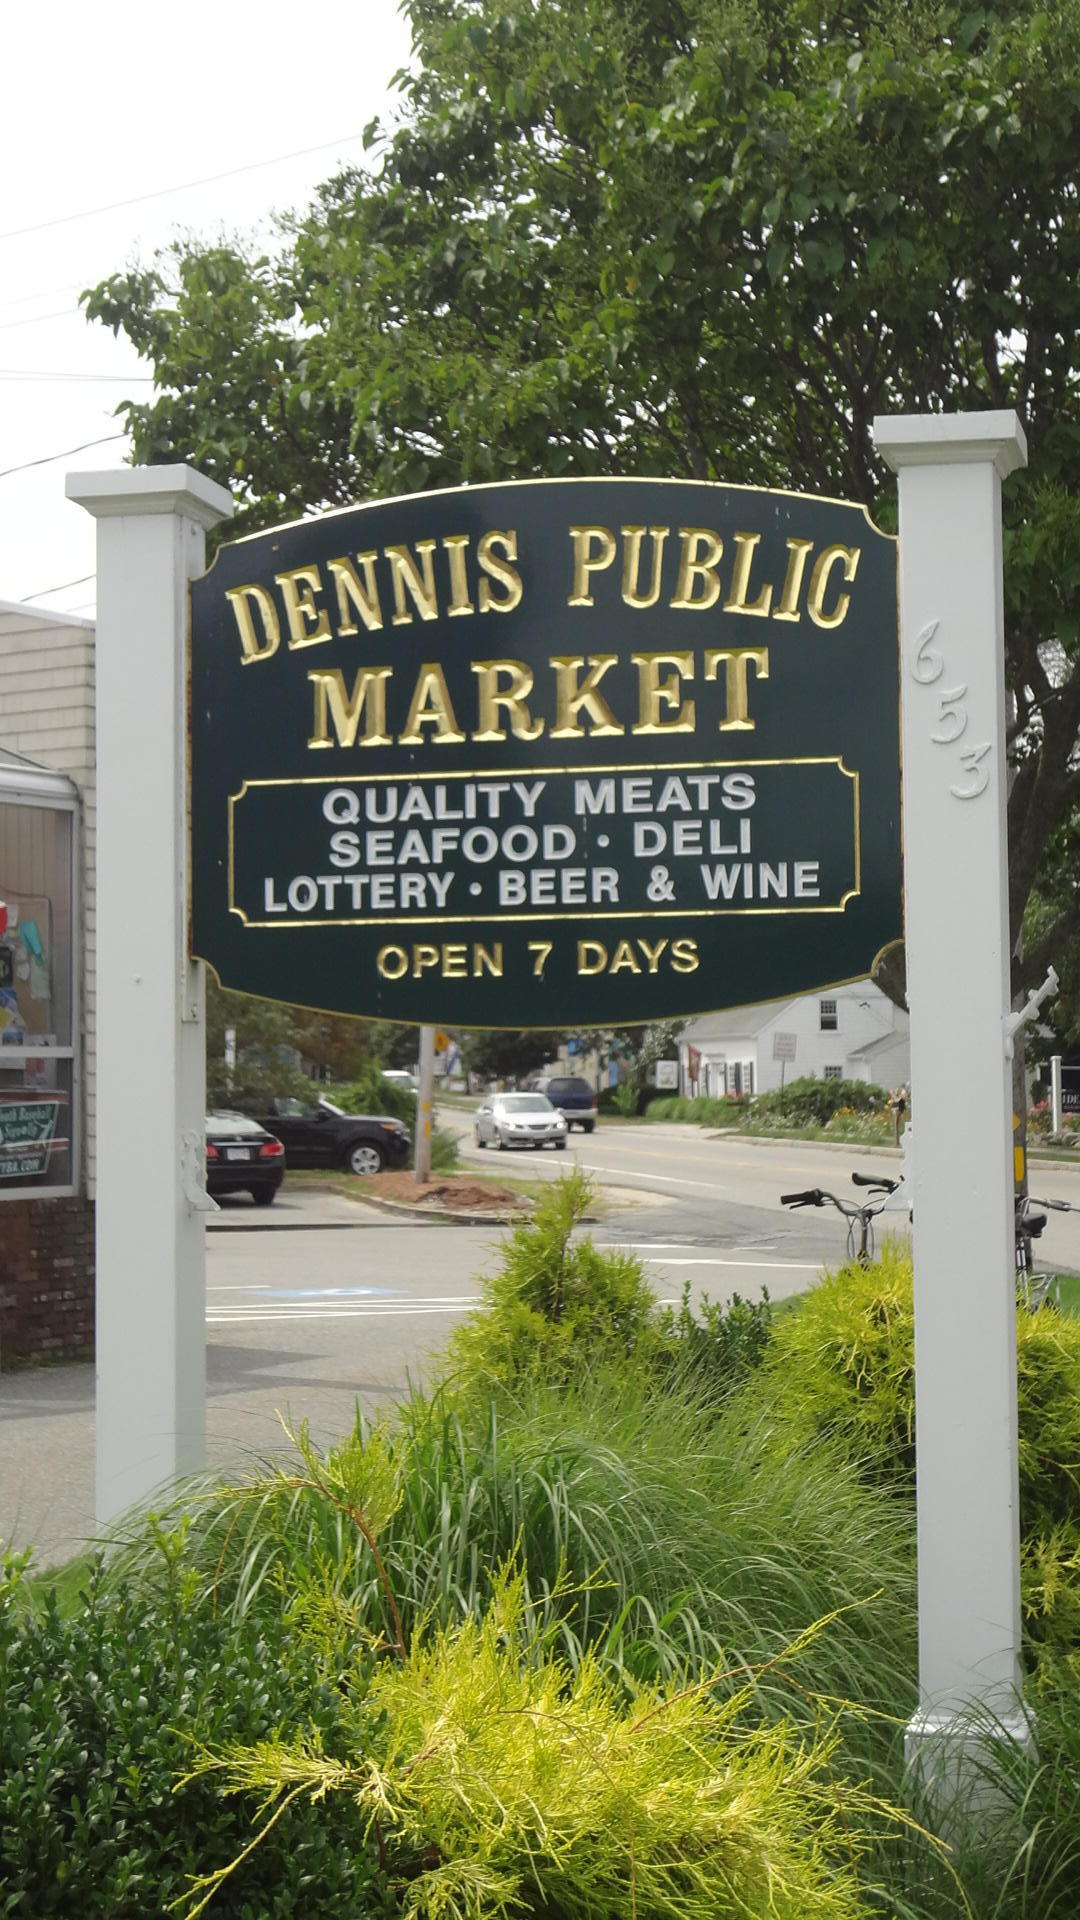 DENNIS PUBLIC
MARKET
QUALITY MEATS
SEAFOOD · DELI
LOTTERY · BEER & WINE
OPEN 7 DAYS
653